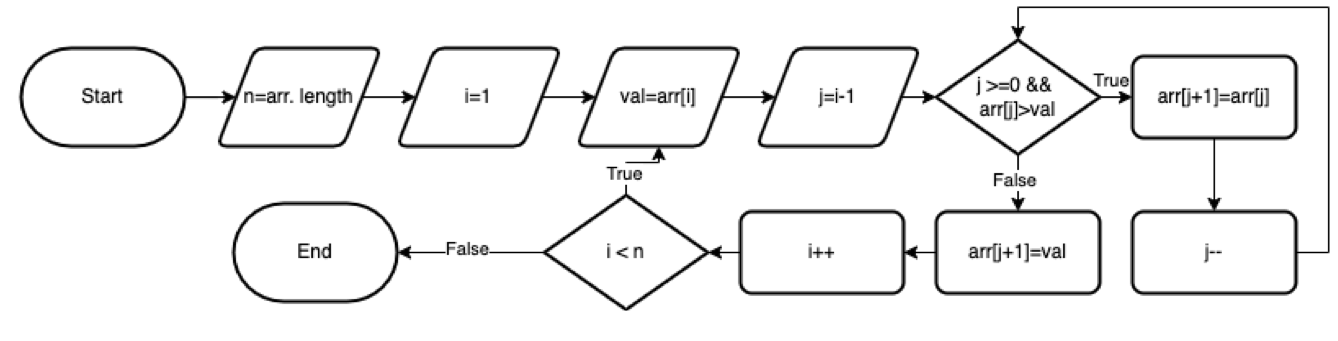 Start
n=arr. length
i=1
val=arr[i]
j=i-1
j >=0 &&
arr[j]>val
True
arr[j+1]=arr[j]
True
False
End
False
i < n
i++
arr[j+1]=val
j--